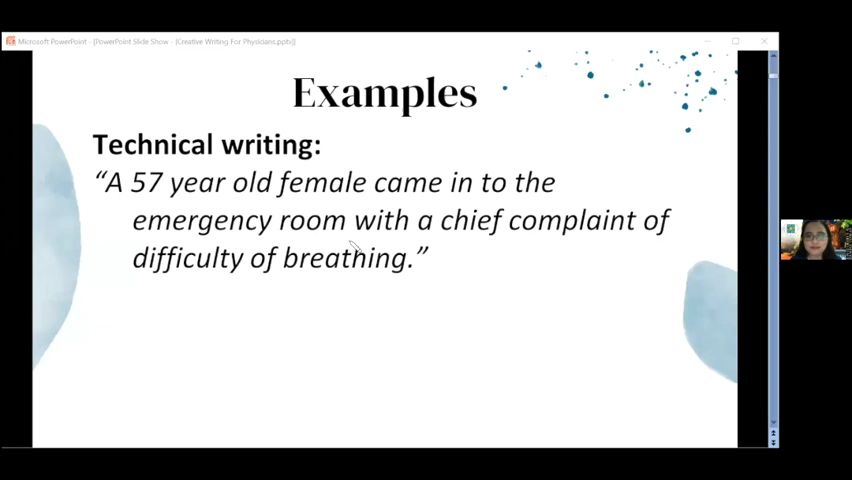 Microsoft PowerPoint - [PowerPoint Slide Show - [Creative Writing For Physicians.pptx]]
Examples
Technical writing:
“A 57 year old female came in to the
emergency room with a chief complaint of
difficulty of breathing.”